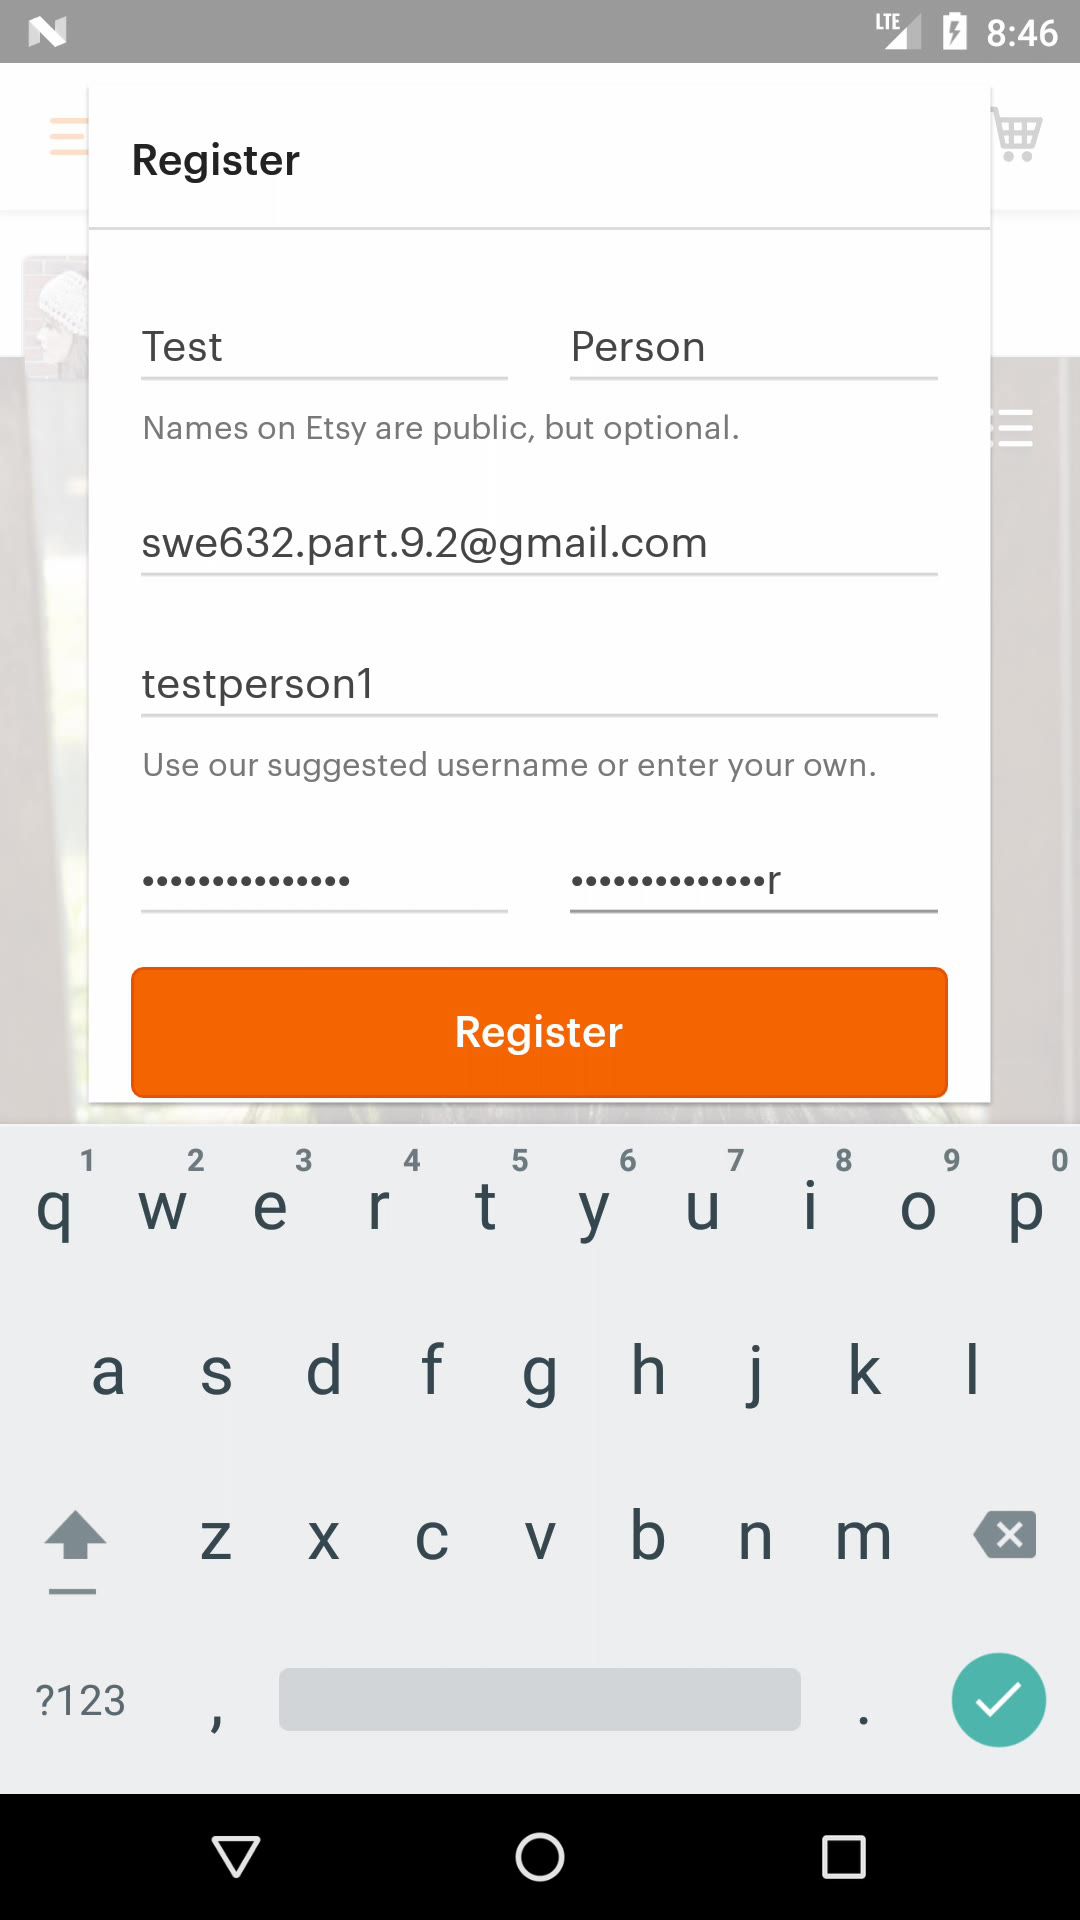 LTE 8:46
Register
Test Person
Names on Etsy are public, but optional.
swe632.part.9.2@gmail.com
testperson1
Use our suggested username or enter your own.
••••••••••••••• ••••••••••••••r
Register
1 2 3 4 5 6 7 8 9 0
q w e r t y u i o p
a s d f g h j k l
z x c v b n m
?123 , .